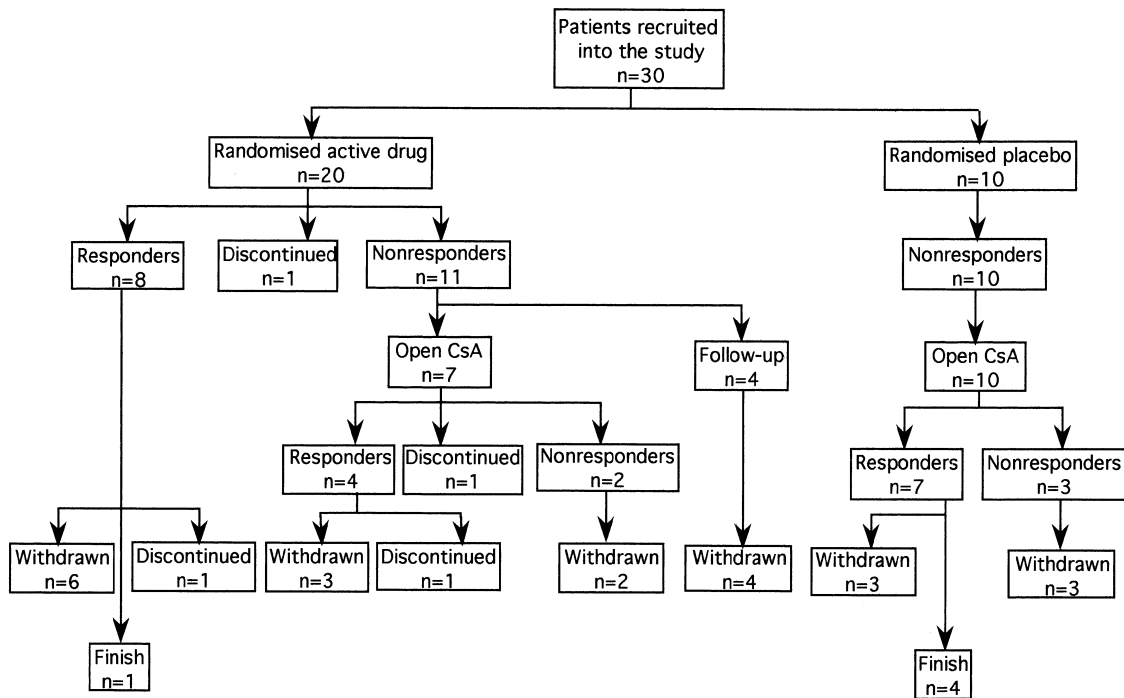 Patients recruited
into the study
n=30
Randomised active drug
n=20
Randomised placebo
n=10
Responders
n=8
Discontinued
n=1
Nonresponders
n=11
Nonresponders
n=10
Open CsA
n=7
Follow-up
n=4
Open CsA
n=10
Responders
n=4
Discontinued
n=1
Nonresponders
n=2
Responders
n=7
Nonresponders
n=3
Withdrawn
n=6
Discontinued
n=1
Withdrawn
n=3
Discontinued
n=1
Withdrawn
n=2
Withdrawn
n=4
Withdrawn
n=3
Withdrawn
n=3
Finish
n=1
Finish
n=4